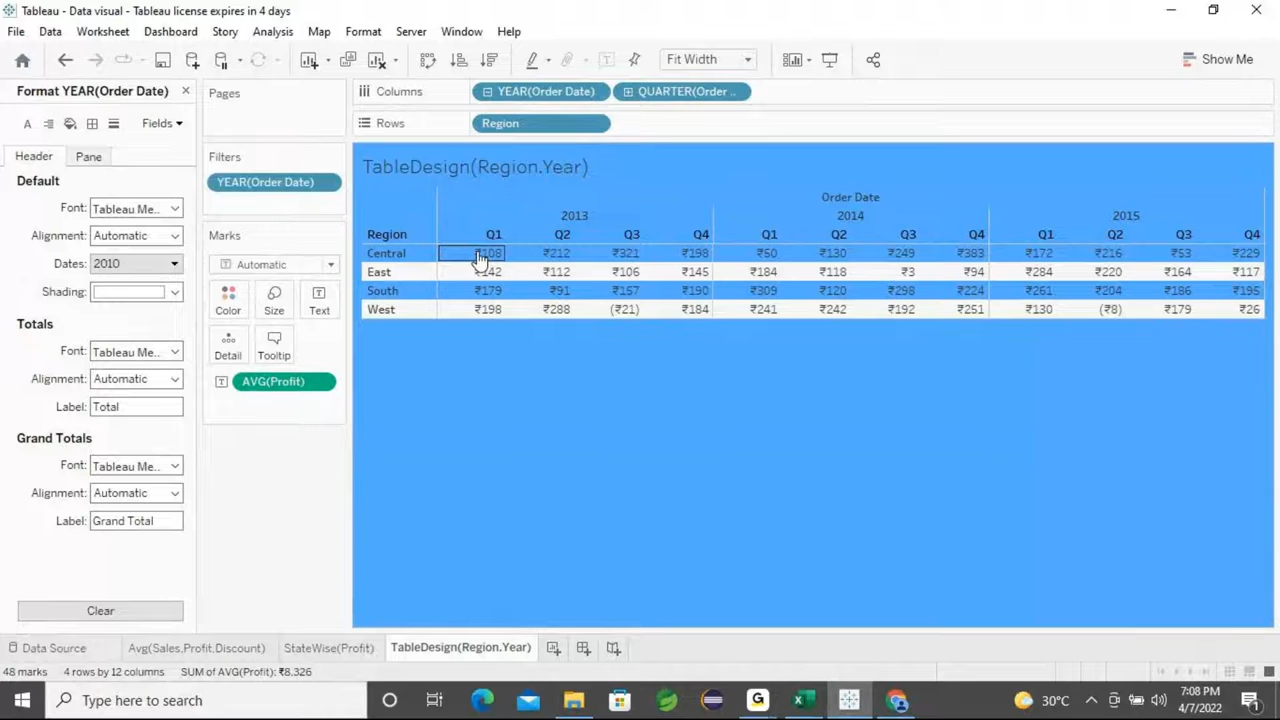 Tableau - Data visual - Tableau license expires in 4 days
File Data Worksheet Dashboard Story Analysis Map Format Server Window Help
Fit Width
Show Me
Format YEAR(Order Date)
Fields
Header Pane
Default
Font: Tableau Me..
Alignment: Automatic
Dates: 2010
Shading:
Totals
Font: Tableau Me..
Alignment: Automatic
Label: Total
Grand Totals
Font: Tableau Me..
Alignment: Automatic
Label: Grand Total
Clear
Pages
Filters
YEAR(Order Date)
Marks
Automatic
Color Size Text
Detail Tooltip
AVG(Profit)
Columns YEAR(Order Date) QUARTER(Order ..
Rows Region
TableDesign(Region.Year)
Order Date
2013 2014 2015
Region Q1 Q2 Q3 Q4 Q1 Q2 Q3 Q4 Q1 Q2 Q3 Q4
Central ₹108 ₹212 ₹321 ₹198 ₹50 ₹130 ₹249 ₹383 ₹172 ₹216 ₹53 ₹229
East ₹142 ₹112 ₹106 ₹145 ₹184 ₹118 ₹3 ₹94 ₹284 ₹220 ₹164 ₹117
South ₹179 ₹91 ₹157 ₹190 ₹309 ₹120 ₹298 ₹224 ₹261 ₹204 ₹186 ₹195
West ₹198 ₹288 (₹21) ₹184 ₹241 ₹242 ₹192 ₹251 ₹130 (₹8) ₹179 ₹26
Data Source Avg(Sales,Profit,Discount) StateWise(Profit) TableDesign(Region.Year)
48 marks 4 rows by 12 columns SUM of AVG(Profit): ₹8.326
Type here to search
30°C
7:08 PM
4/7/2022